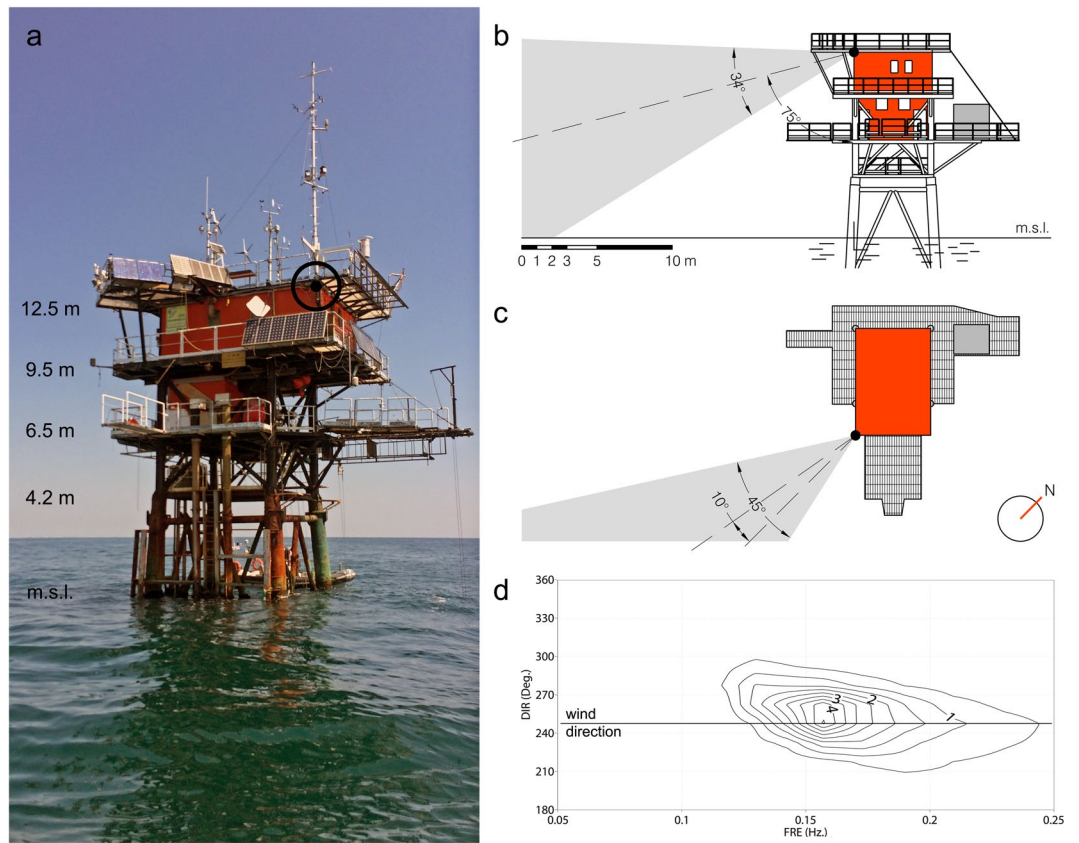 a
12.5 m
9.5 m
6.5 m
4.2 m
m.s.l.
b
34°
75°
m.s.l.
0 1 2 3 5 10 m
c
10°
45°
N
d
360
330
300
270
240
210
180
DIR (Deg.)
wind
direction
3
2
4
1
0.05 0.1 0.15 0.2 0.25
FRE (Hz.)